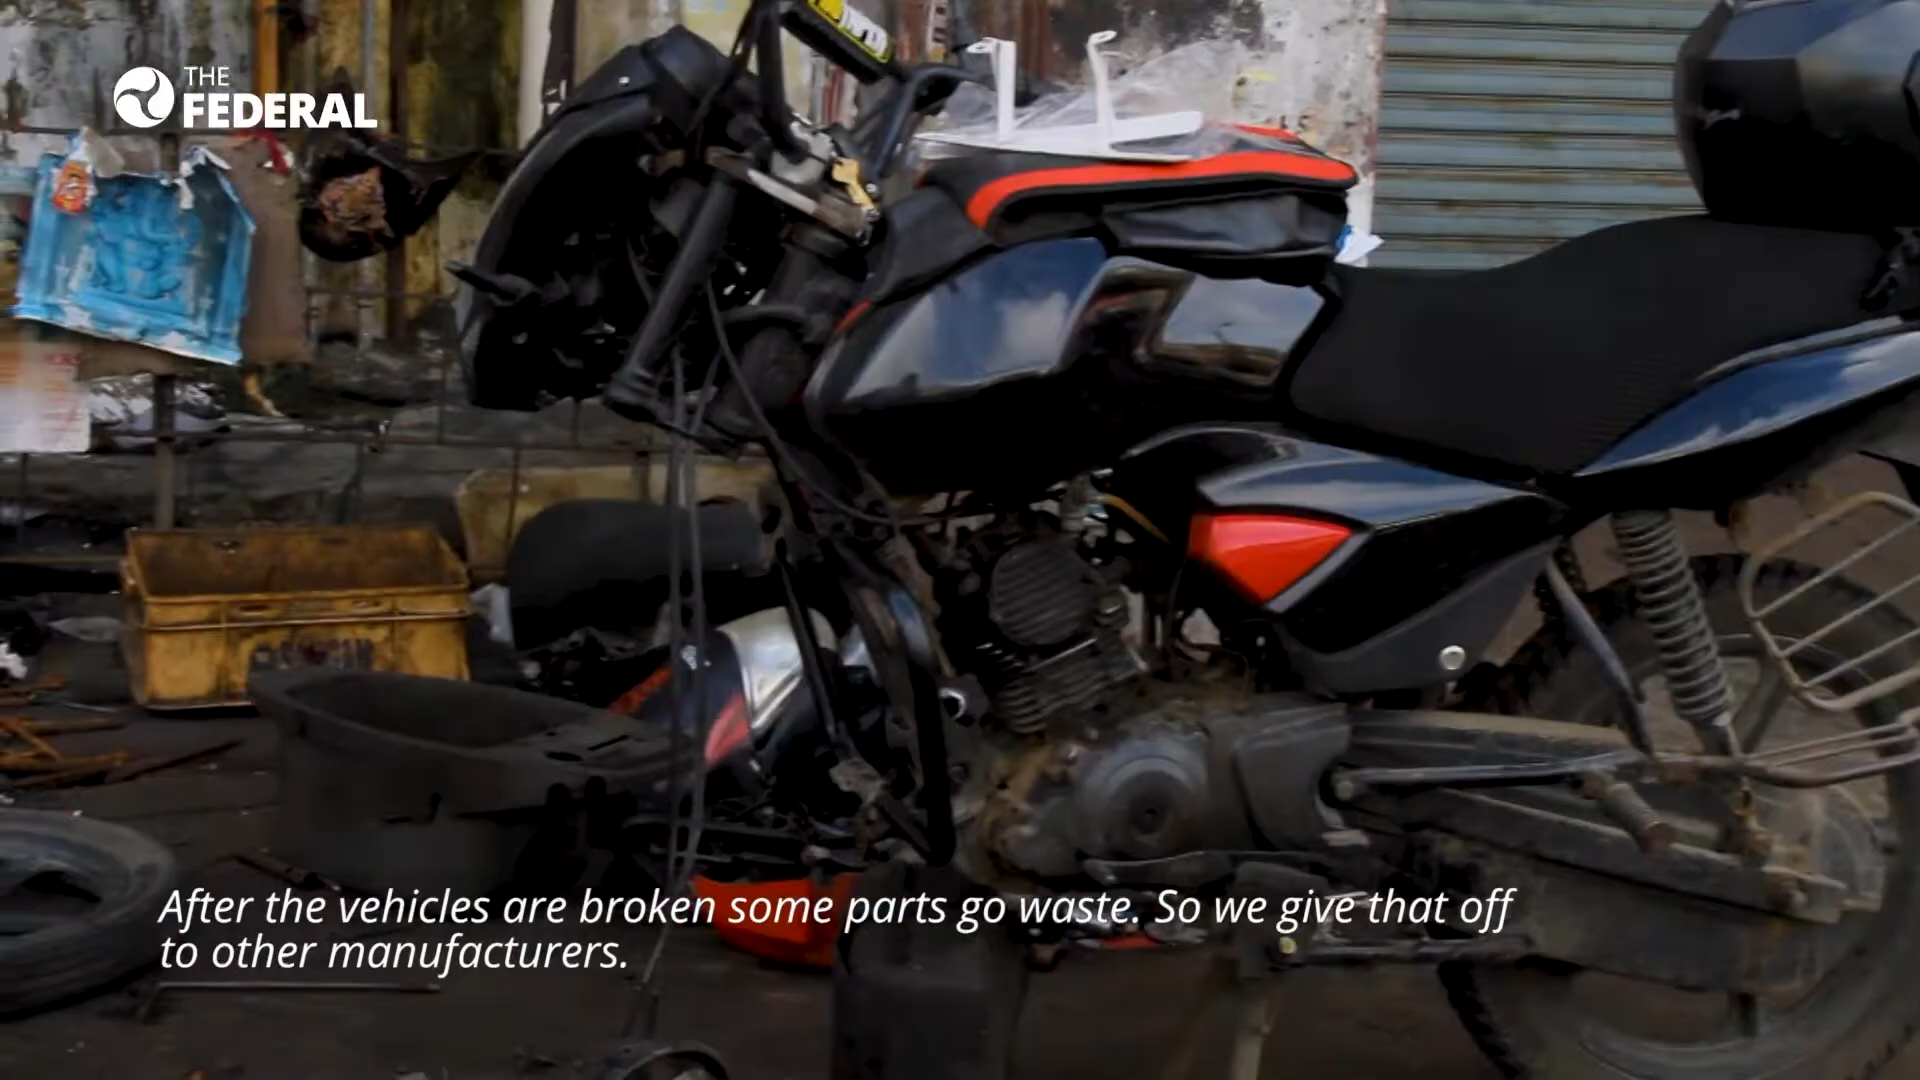 THE
FEDERAL
After the vehicles are broken some parts go waste. So we give that off
to other manufacturers.